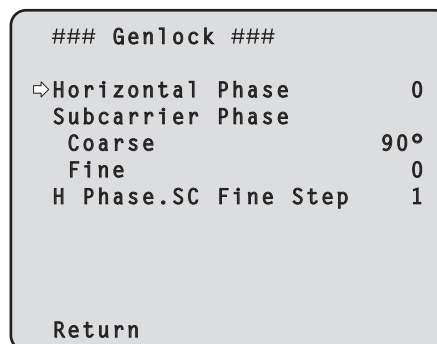 ### Genlock ###
⇨Horizontal Phase 0
Subcarrier Phase
Coarse 90°
Fine 0
H Phase.SC Fine Step 1
Return